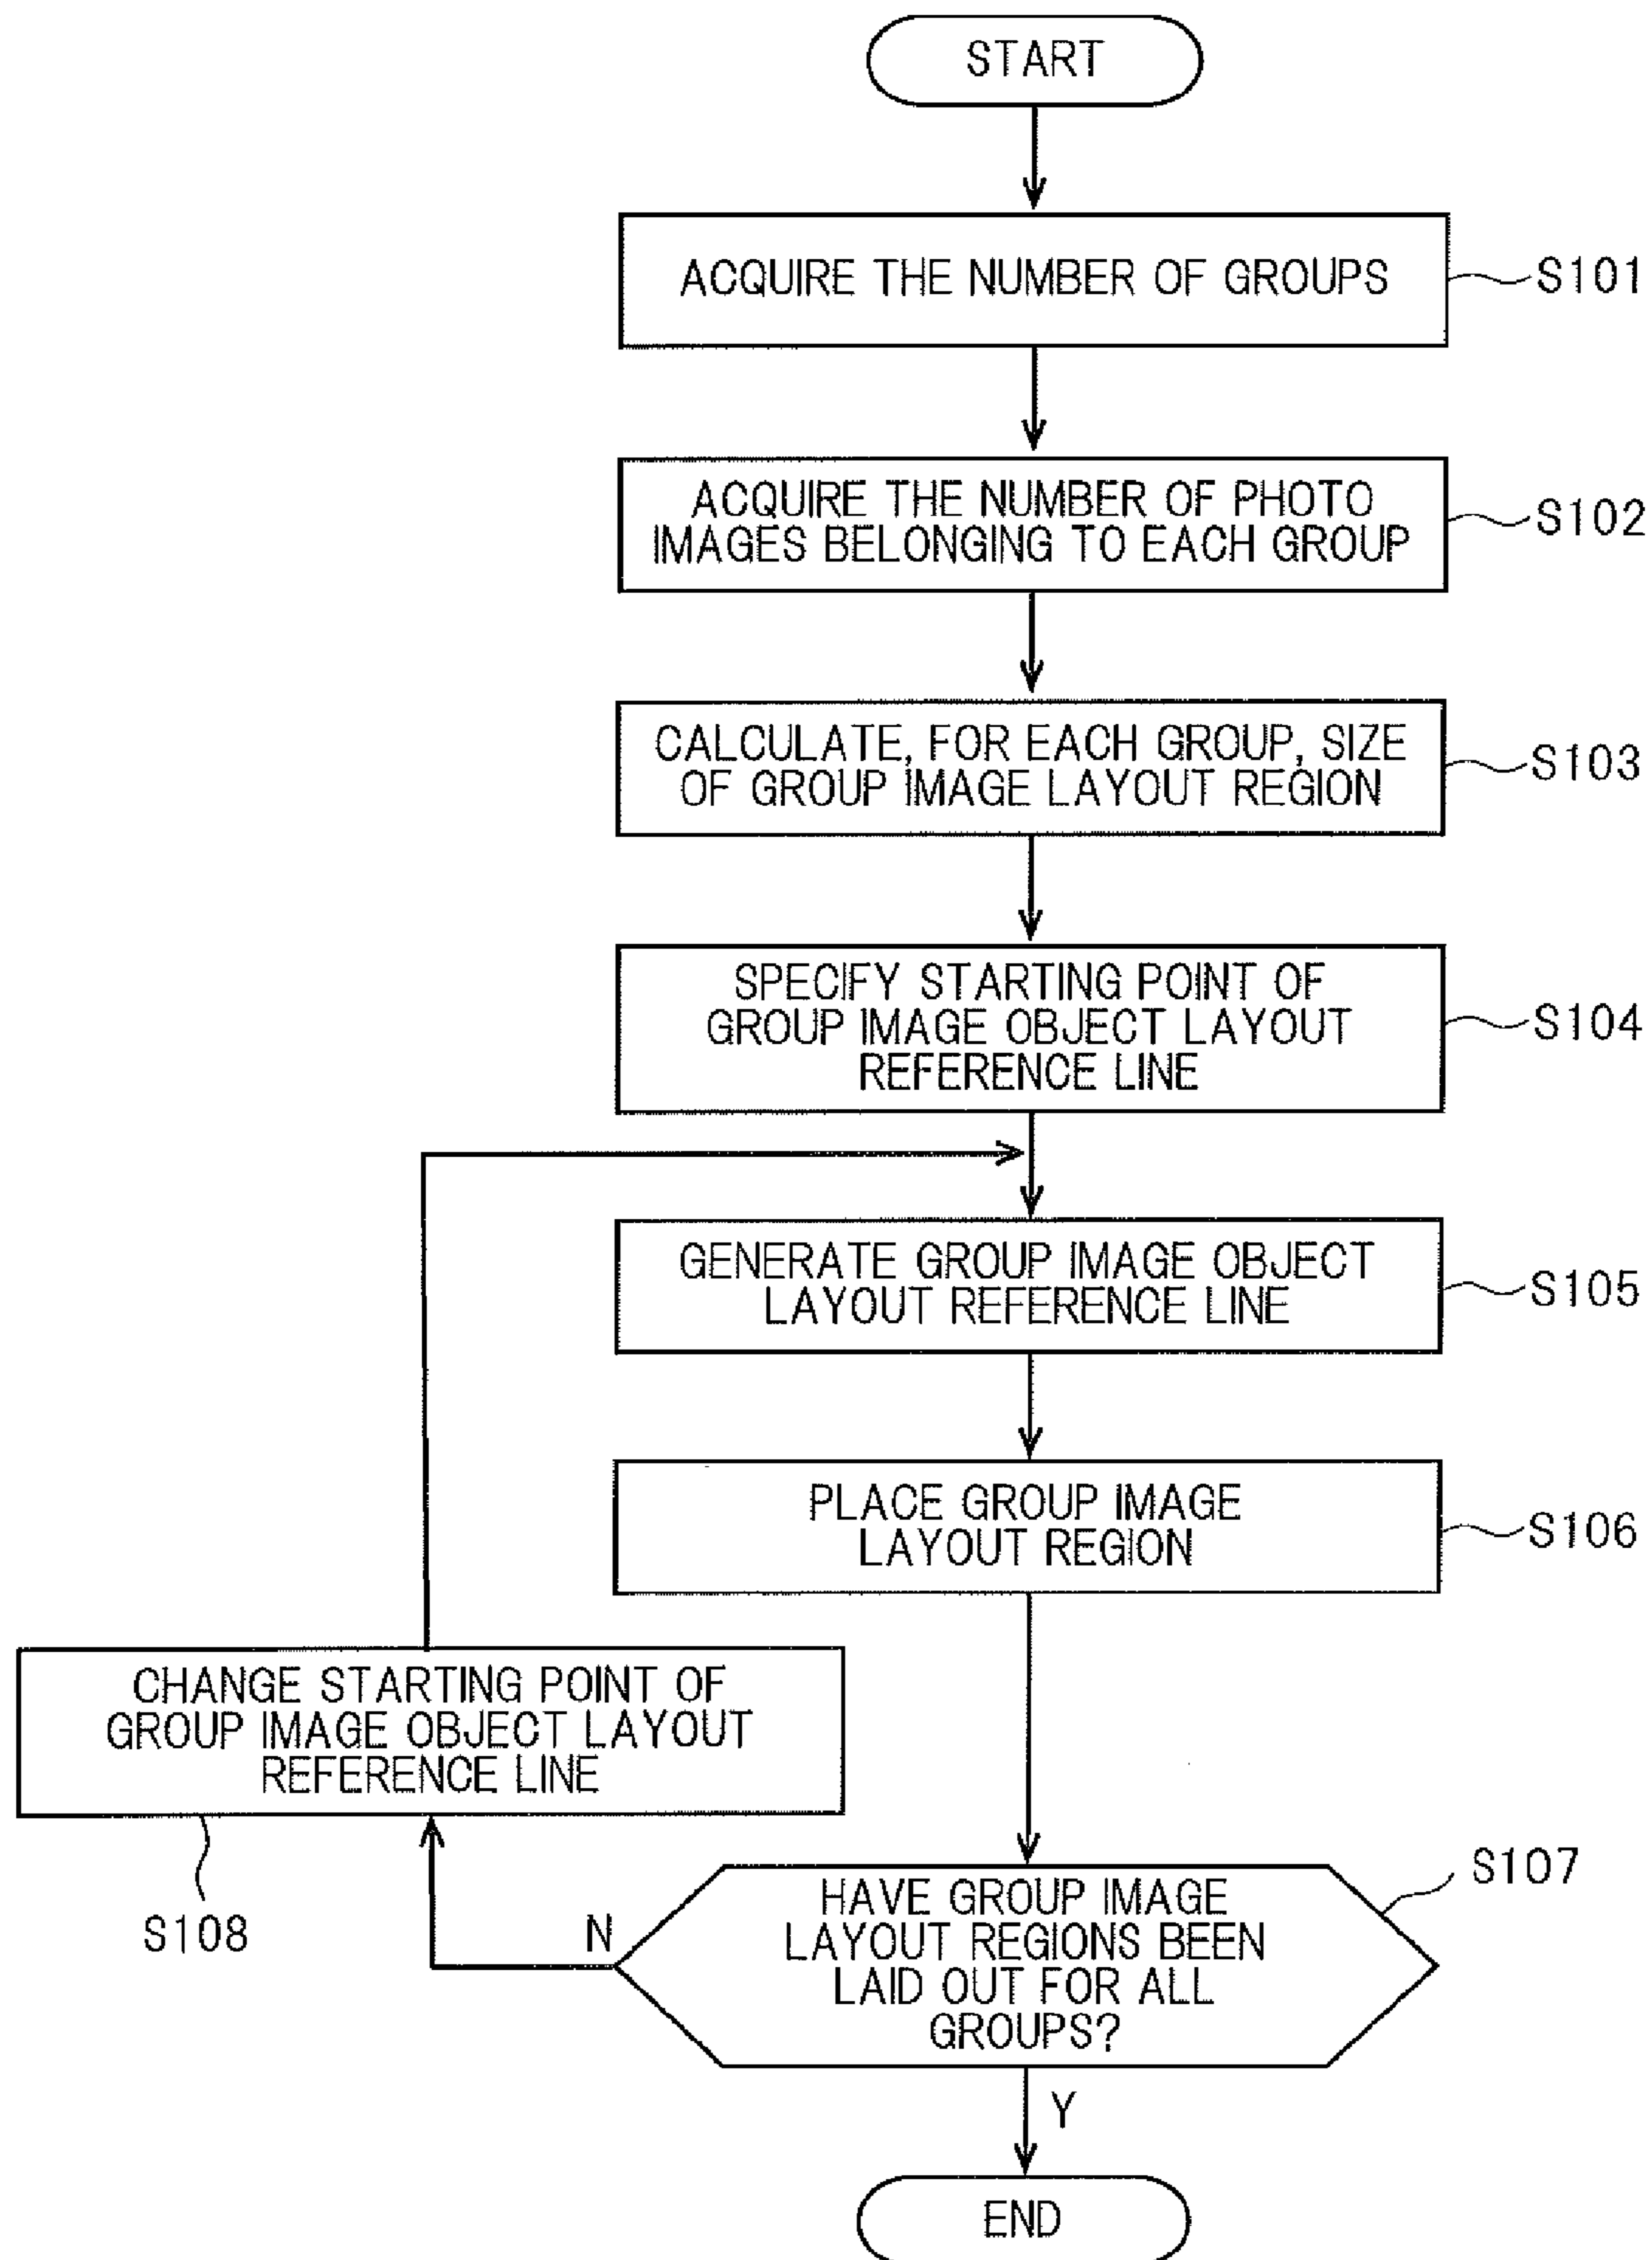 START
ACQUIRE THE NUMBER OF GROUPS
S101
ACQUIRE THE NUMBER OF PHOTO
IMAGES BELONGING TO EACH GROUP
S102
CALCULATE, FOR EACH GROUP, SIZE
OF GROUP IMAGE LAYOUT REGION
S103
SPECIFY STARTING POINT OF
GROUP IMAGE OBJECT LAYOUT
REFERENCE LINE
S104
GENERATE GROUP IMAGE OBJECT
LAYOUT REFERENCE LINE
S105
PLACE GROUP IMAGE
LAYOUT REGION
S106
CHANGE STARTING POINT OF
GROUP IMAGE OBJECT LAYOUT
REFERENCE LINE
S108
HAVE GROUP IMAGE
LAYOUT REGIONS BEEN
LAID OUT FOR ALL
GROUPS?
S107
N
Y
END